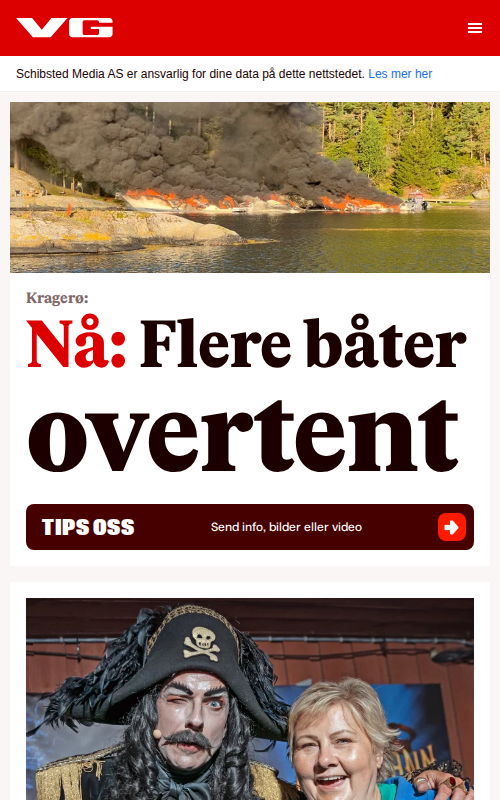 VG
Schibsted Media AS er ansvarlig for dine data på dette nettstedet. Les mer her
Kragerø:
Nå: Flere båter
overtent
TIPS OSS
Send info, bilder eller video